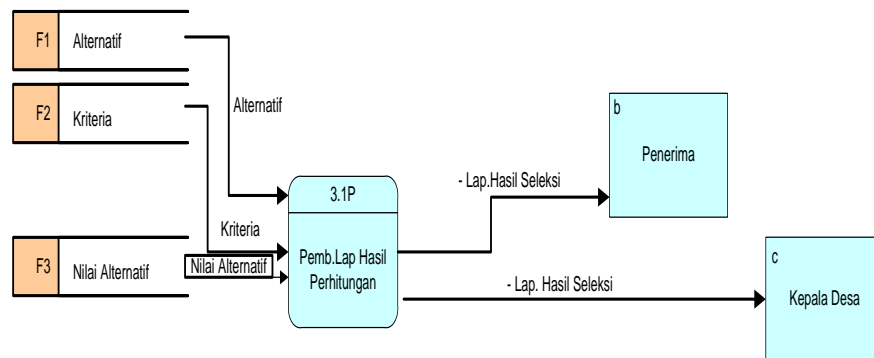 F1 Alternatif
F2 Kriteria
Alternatif
b
Penerima
3.1P
- Lap.Hasil Seleksi
Kriteria
F3 Nilai Alternatif
Nilai Alternatif
Pemb.Lap Hasil
Perhitungan
- Lap. Hasil Seleksi
c
Kepala Desa